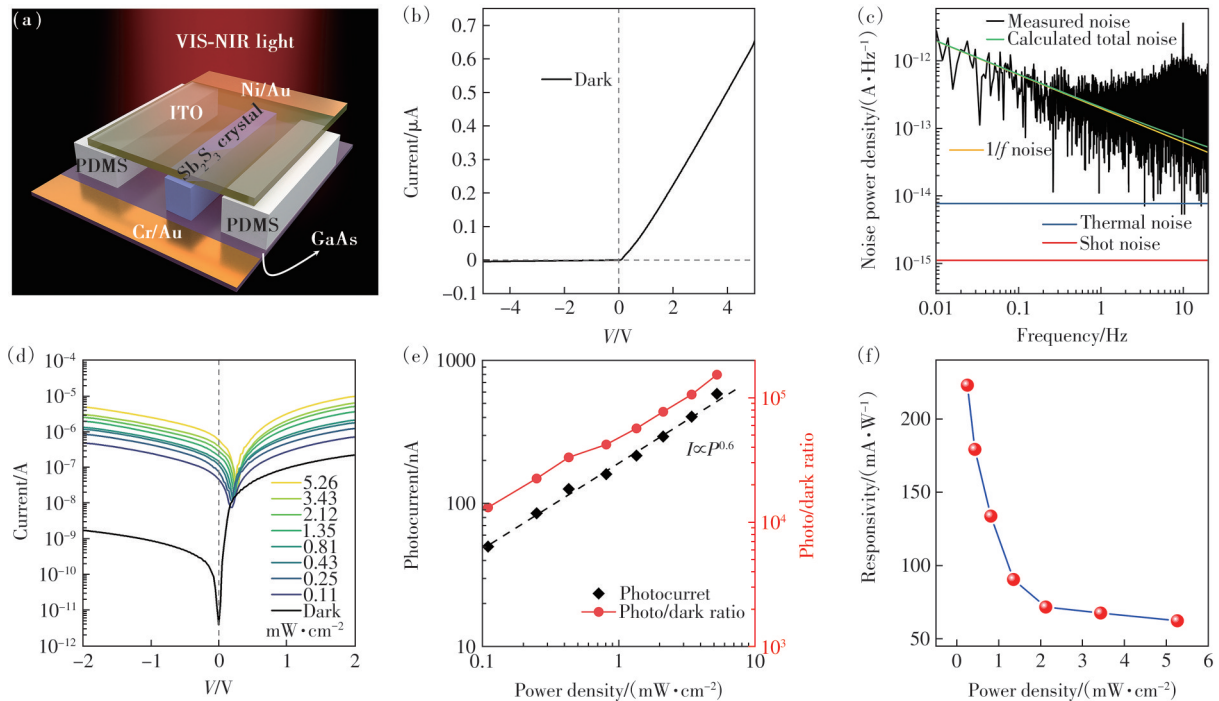 (a)
VIS-NIR light
Ni/Au
ITO
Sb2S3 crystal
PDMS
PDMS
Cr/Au
GaAs
(b)
Dark
0.7
0.6
0.5
0.4
0.3
0.2
0.1
0
−0.1
Current/μA
−4 −2 0 2 4
V/V
(c)
Measured noise
Calculated total noise
1/f noise
Thermal noise
Shot noise
10−12
10−13
10−14
10−15
Noise power density/(A·Hz−1)
0.01 0.1 1 10
Frequency/Hz
(d)
10−4
10−5
10−6
10−7
10−8
10−9
10−10
10−11
10−12
Current/A
5.26
3.43
2.12
1.35
0.81
0.43
0.25
0.11
Dark
mW·cm−2
−2 −1 0 1 2
V/V
(e)
1000
100
10
Photocurrent/nA
I∝P0.6
Photocurret
Photo/dark ratio
105
104
103
Photo/dark ratio
0.1 1 10
Power density/(mW·cm−2)
(f)
200
150
100
50
Responsivity/(mA·W−1)
0 1 2 3 4 5 6
Power density/(mW·cm−2)